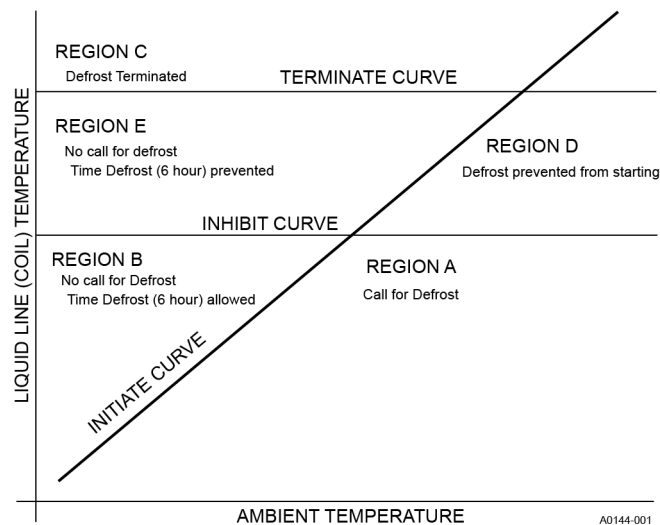 REGION C
Defrost Terminated
TERMINATE CURVE
REGION E
No call for defrost
Time Defrost (6 hour) prevented
REGION D
Defrost prevented from starting
INHIBIT CURVE
REGION B
No call for Defrost
Time Defrost (6 hour) allowed
REGION A
Call for Defrost
INITIATE CURVE
LIQUID LINE (COIL) TEMPERATURE
AMBIENT TEMPERATURE
A0144-001